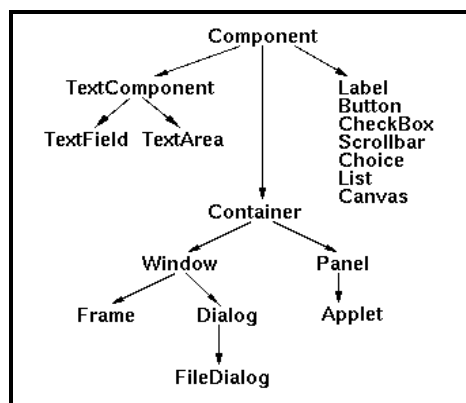 Component
TextComponent
Label
Button
CheckBox
Scrollbar
Choice
List
Canvas
TextField TextArea
Container
Window Panel
Frame Dialog Applet
FileDialog